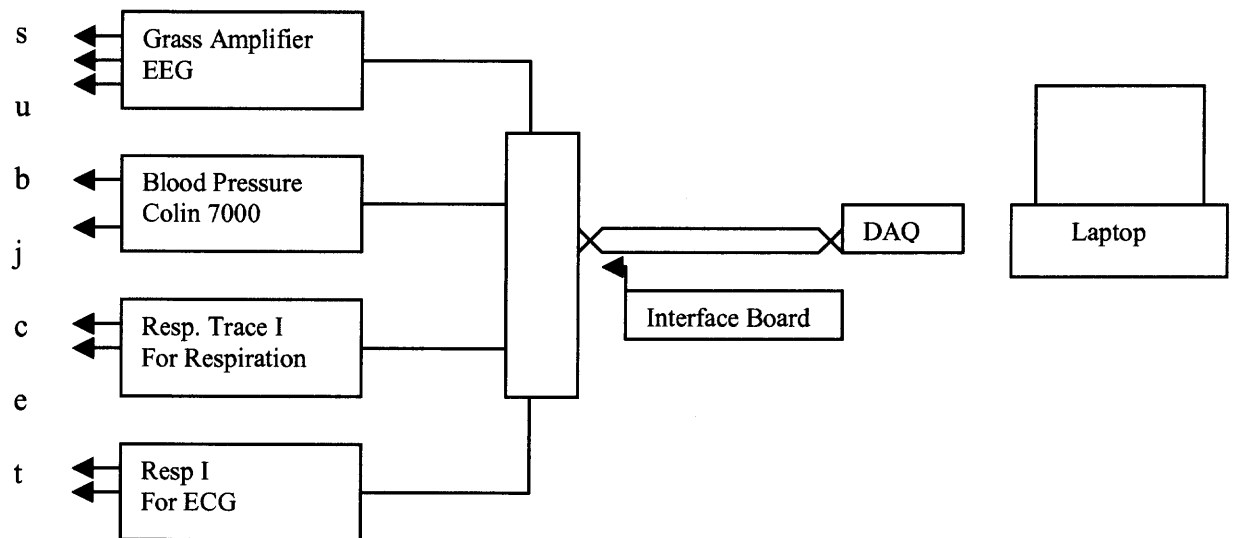 s
u
b
j
c
e
t
Grass Amplifier
EEG
Blood Pressure
Colin 7000
Resp. Trace I
For Respiration
Resp I
For ECG
DAQ
Interface Board
Laptop